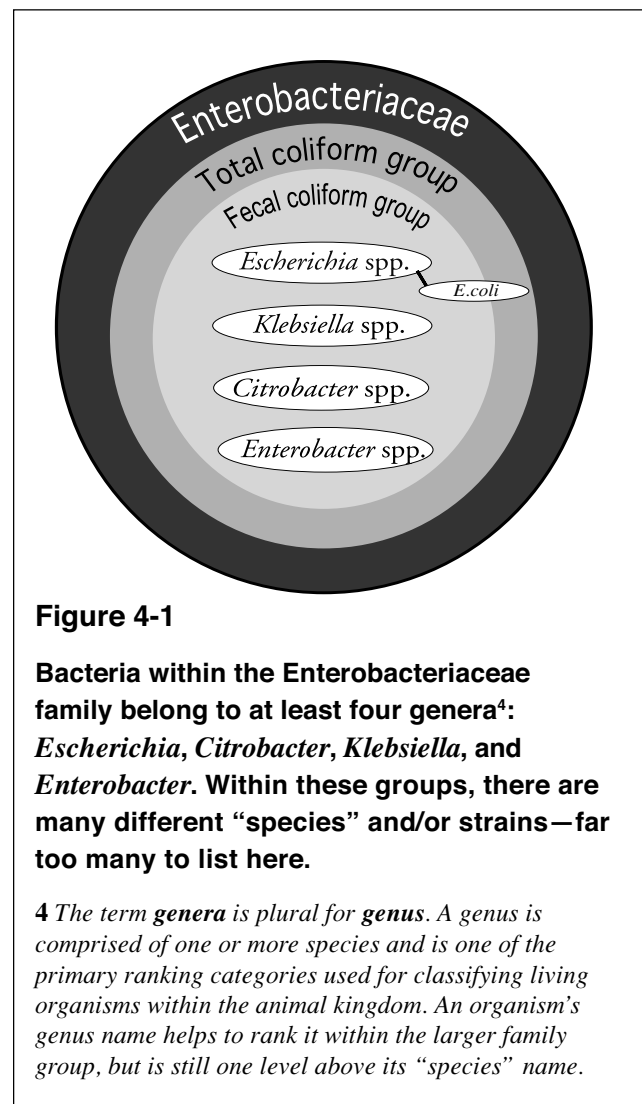 Enterobacteriaceae
Total coliform group
Fecal coliform group
Escherichia spp.
E.coli
Klebsiella spp.
Citrobacter spp.
Enterobacter spp.
Figure 4-1
Bacteria within the Enterobacteriaceae
family belong to at least four genera⁴:
Escherichia, Citrobacter, Klebsiella, and
Enterobacter. Within these groups, there are
many different “species” and/or strains—far
too many to list here.
4 The term genera is plural for genus. A genus is
comprised of one or more species and is one of the
primary ranking categories used for classifying living
organisms within the animal kingdom. An organism’s
genus name helps to rank it within the larger family
group, but is still one level above its “species” name.